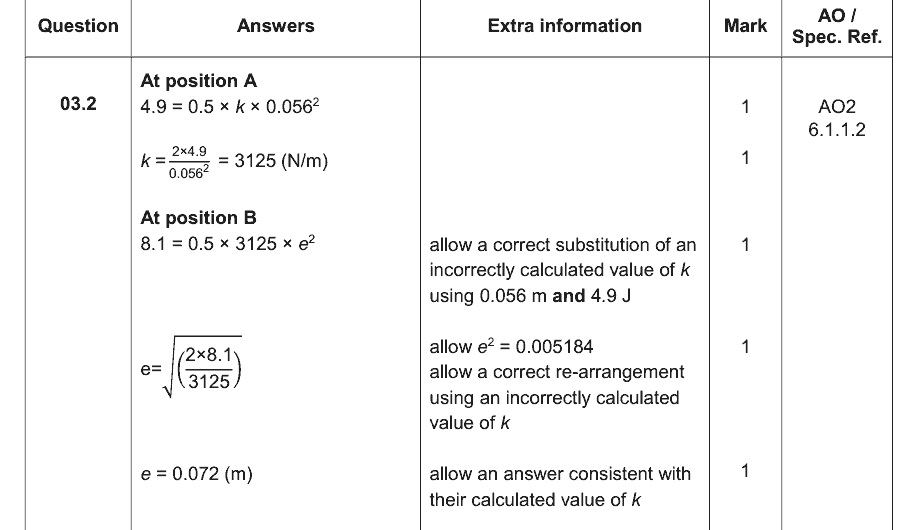 Question Answers Extra information Mark AO /
Spec. Ref.
At position A
03.2 4.9 = 0.5 × k × 0.056² 1 AO2
6.1.1.2
k = 2×4.9 / 0.056² = 3125 (N/m) 1
At position B
8.1 = 0.5 × 3125 × e² allow a correct substitution of an 1
incorrectly calculated value of k
using 0.056 m and 4.9 J
e= √(2×8.1 / 3125) allow e² = 0.005184 1
allow a correct re-arrangement
using an incorrectly calculated
value of k
e = 0.072 (m) allow an answer consistent with 1
their calculated value of k